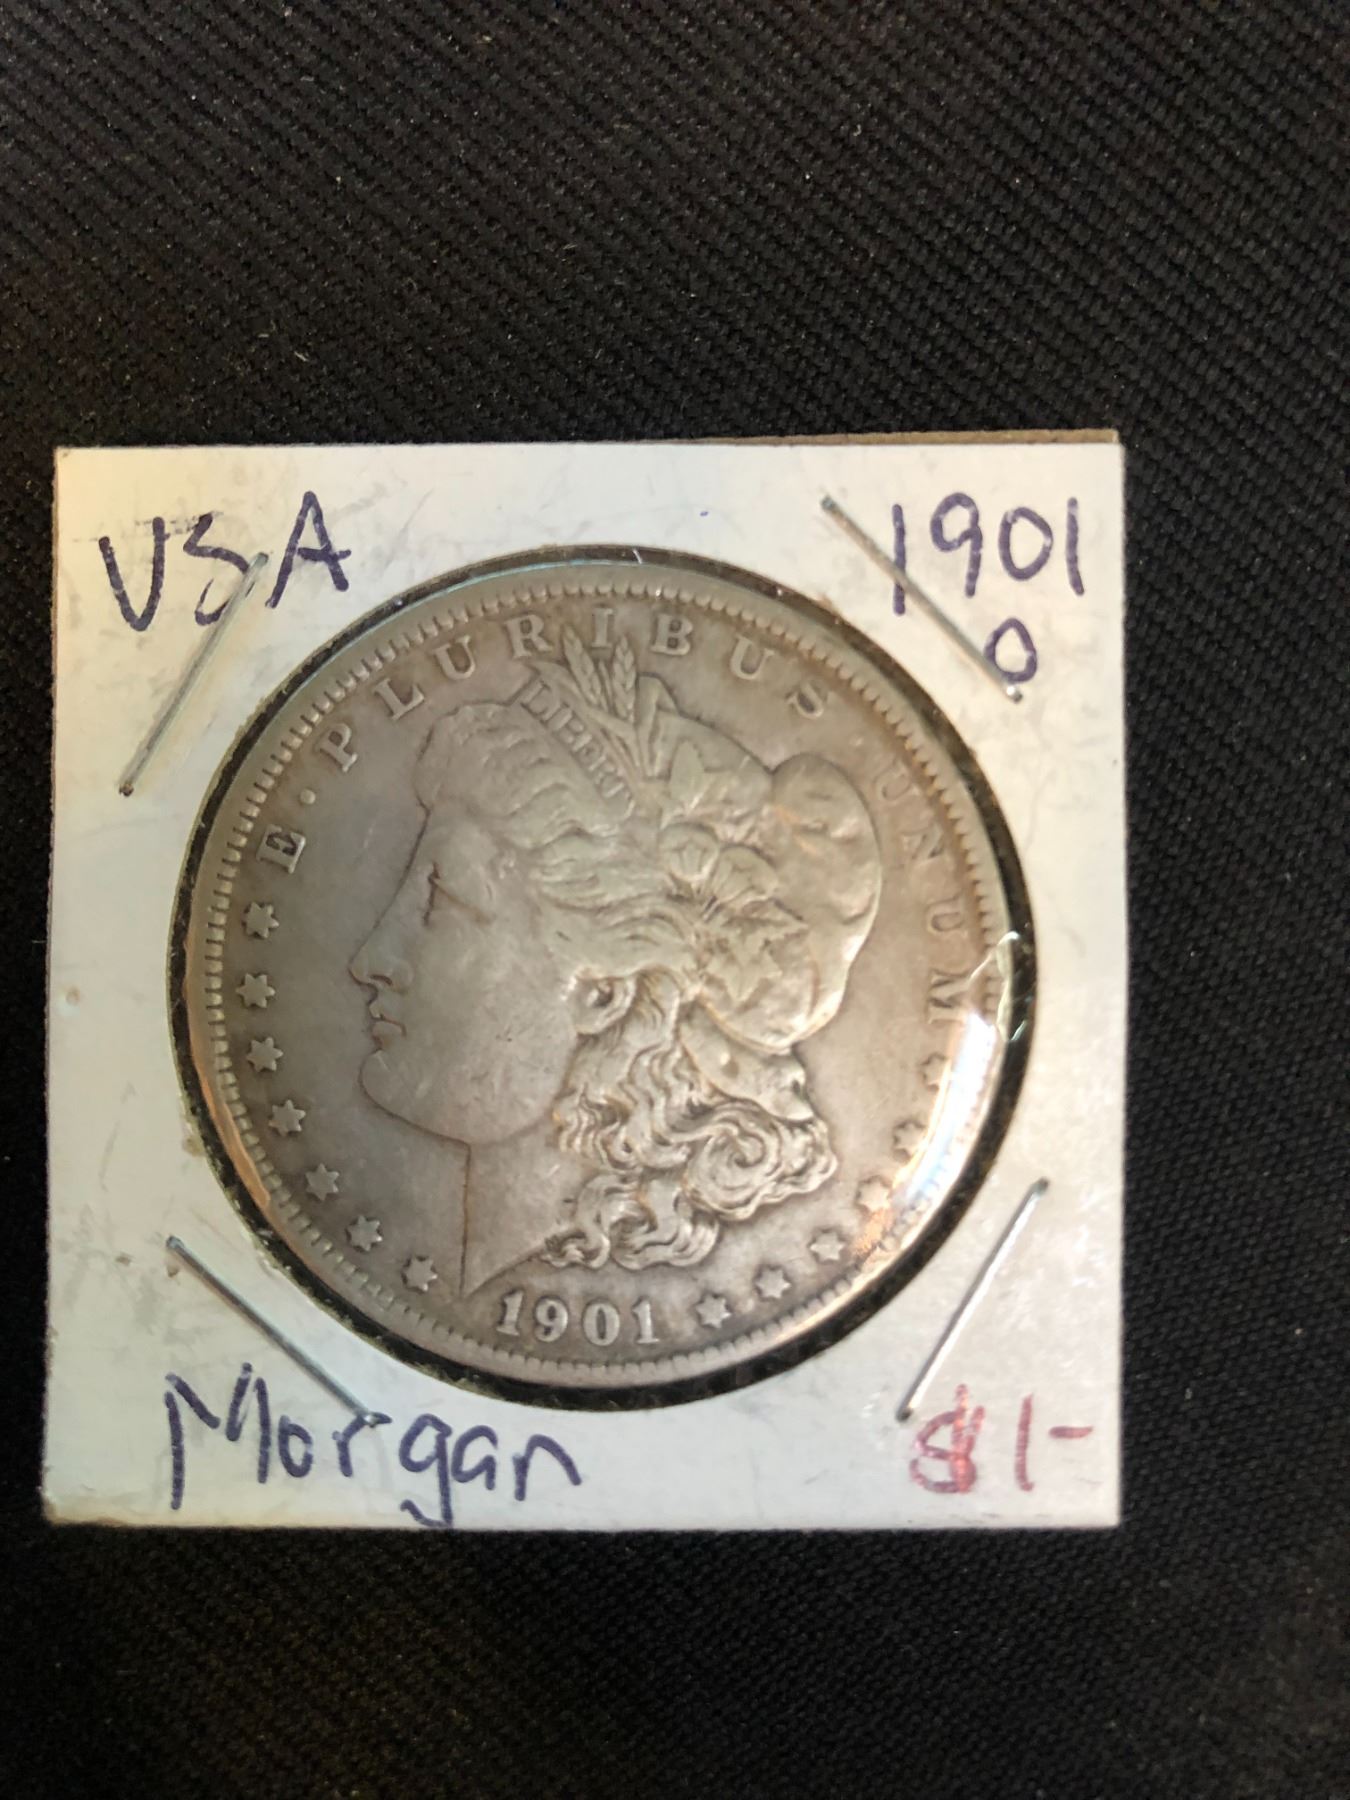 USA
1901
O
E · PLURIBUS UNUM
LIBERTY
1901
Morgan
$1-